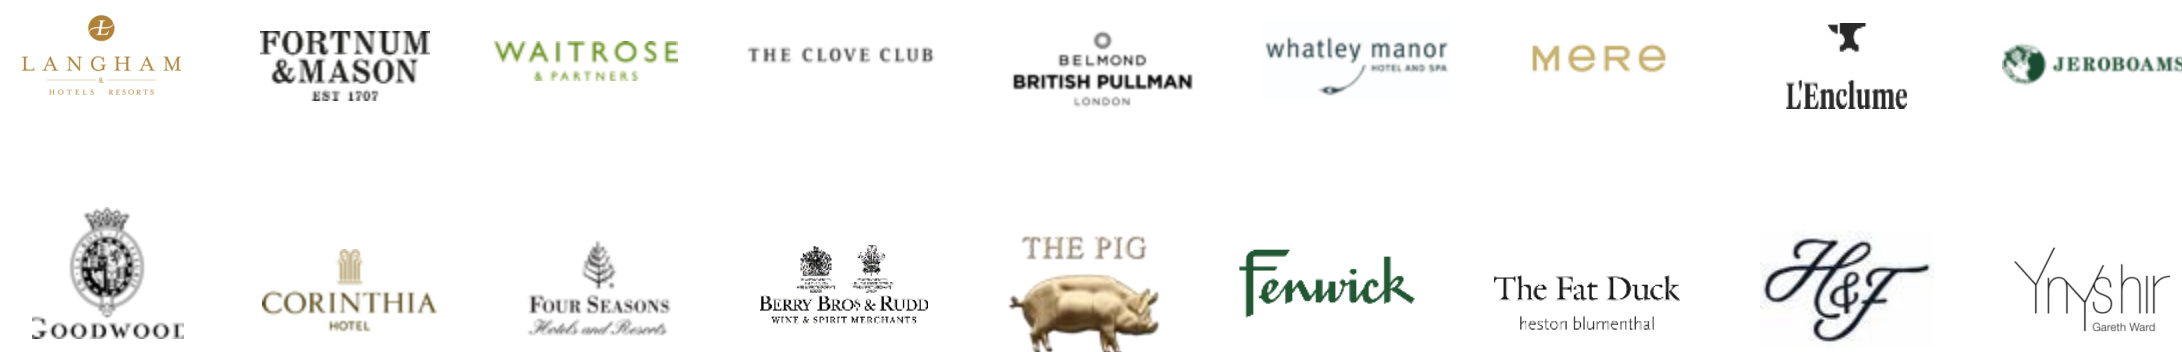 LANGHAM
&
HOTELS RESORTS
FORTNUM
&MASON
EST 1707
WAITROSE
& PARTNERS
THE CLOVE CLUB
BELMOND
BRITISH PULLMAN
LONDON
whatley manor
HOTEL AND SPA
MeRe
L'Enclume
JEROBOAMS
GOODWOOD
CORINTHIA
HOTEL
FOUR SEASONS
Hotels and Resorts
BERRY BROS & RUDD
WINE & SPIRIT MERCHANTS
THE PIG
Fenwick
The Fat Duck
heston blumenthal
H&F
Ynyshir
Gareth Ward